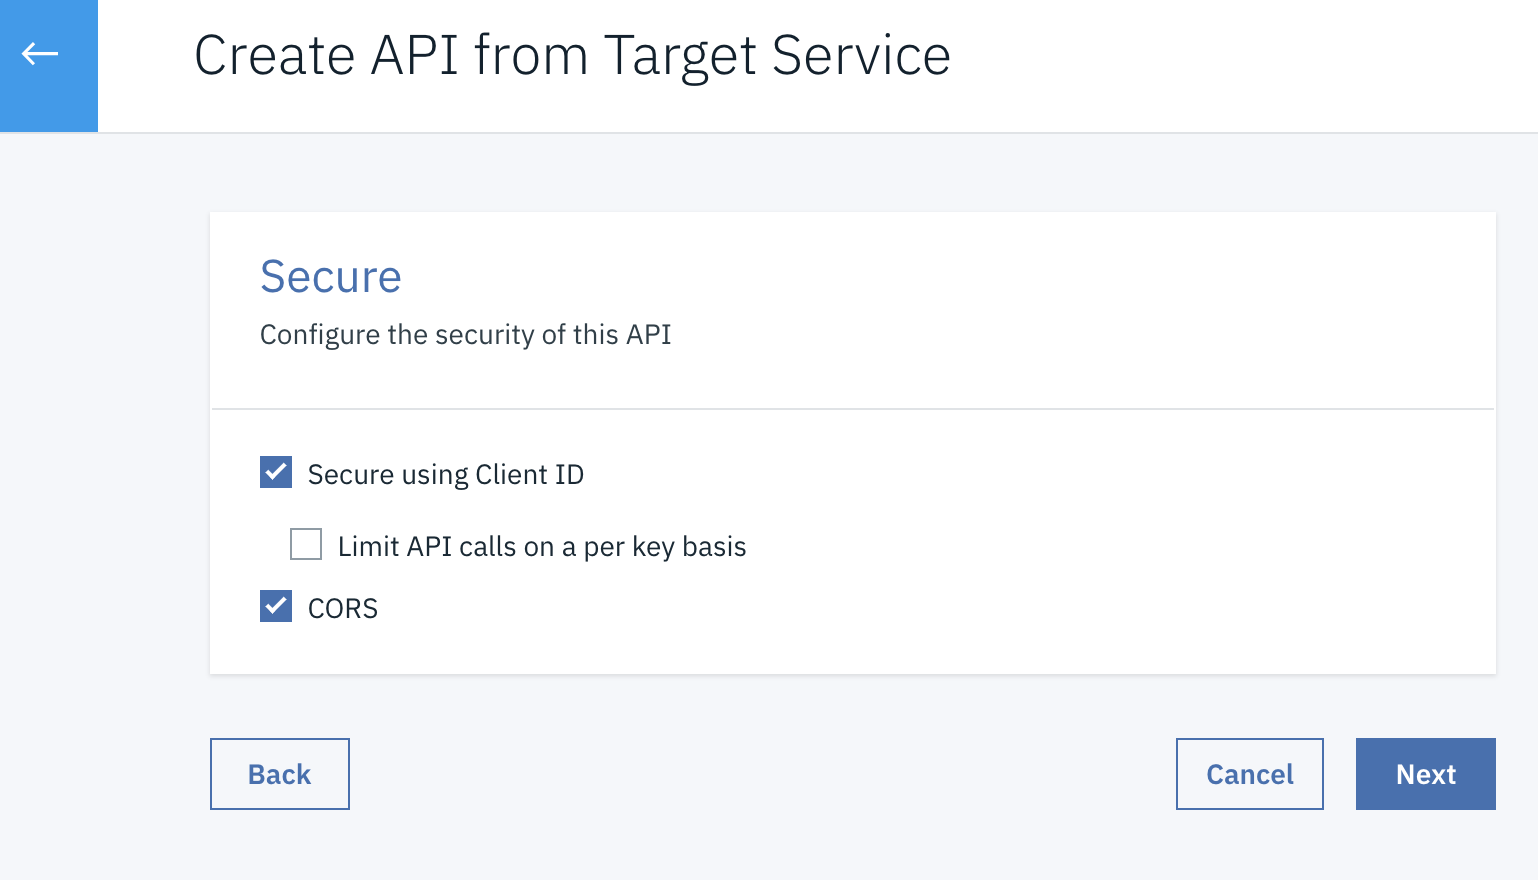 Create API from Target Service
Secure
Configure the security of this API
Secure using Client ID
Limit API calls on a per key basis
CORS
Back
Cancel
Next